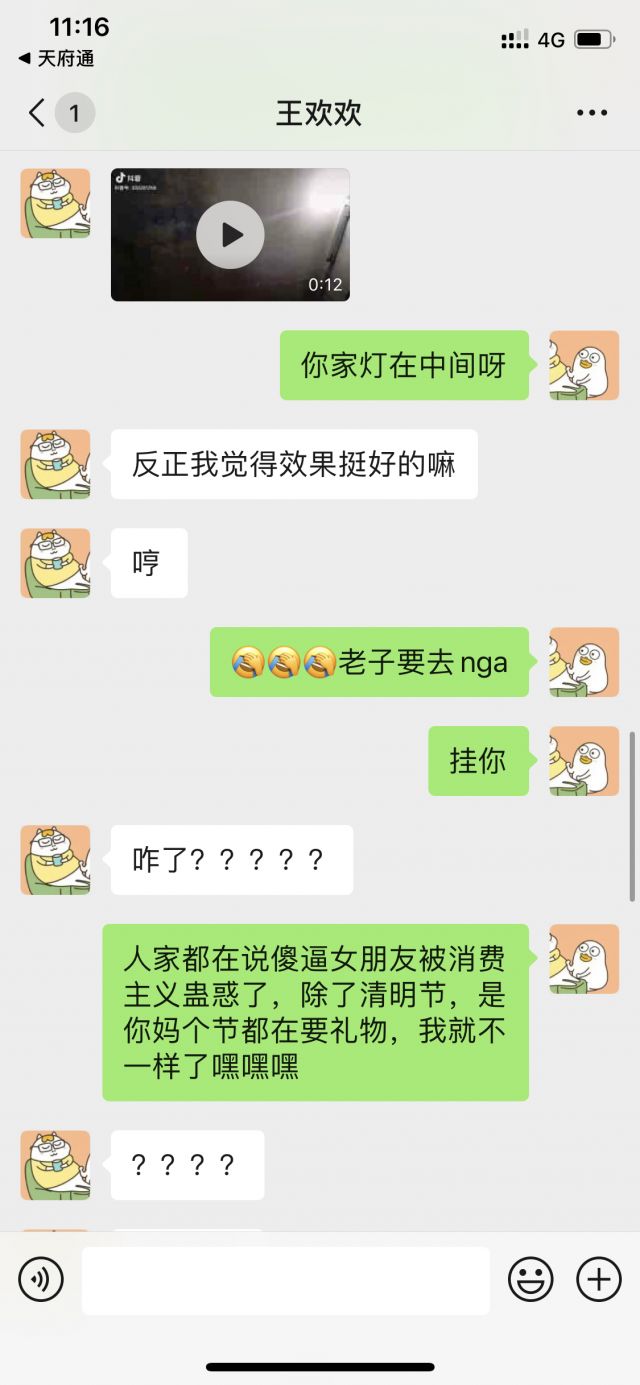 11:16
4G
天府通
1
王欢欢
抖音
0:12
你家灯在中间呀
反正我觉得效果挺好的嘛
哼
🤣🤣🤣老子要去nga
挂你
咋了？？？？？
人家都在说傻逼女朋友被消费
主义蛊惑了，除了清明节，是
你妈个节都在要礼物，我就不
一样了嘿嘿嘿
？？？？